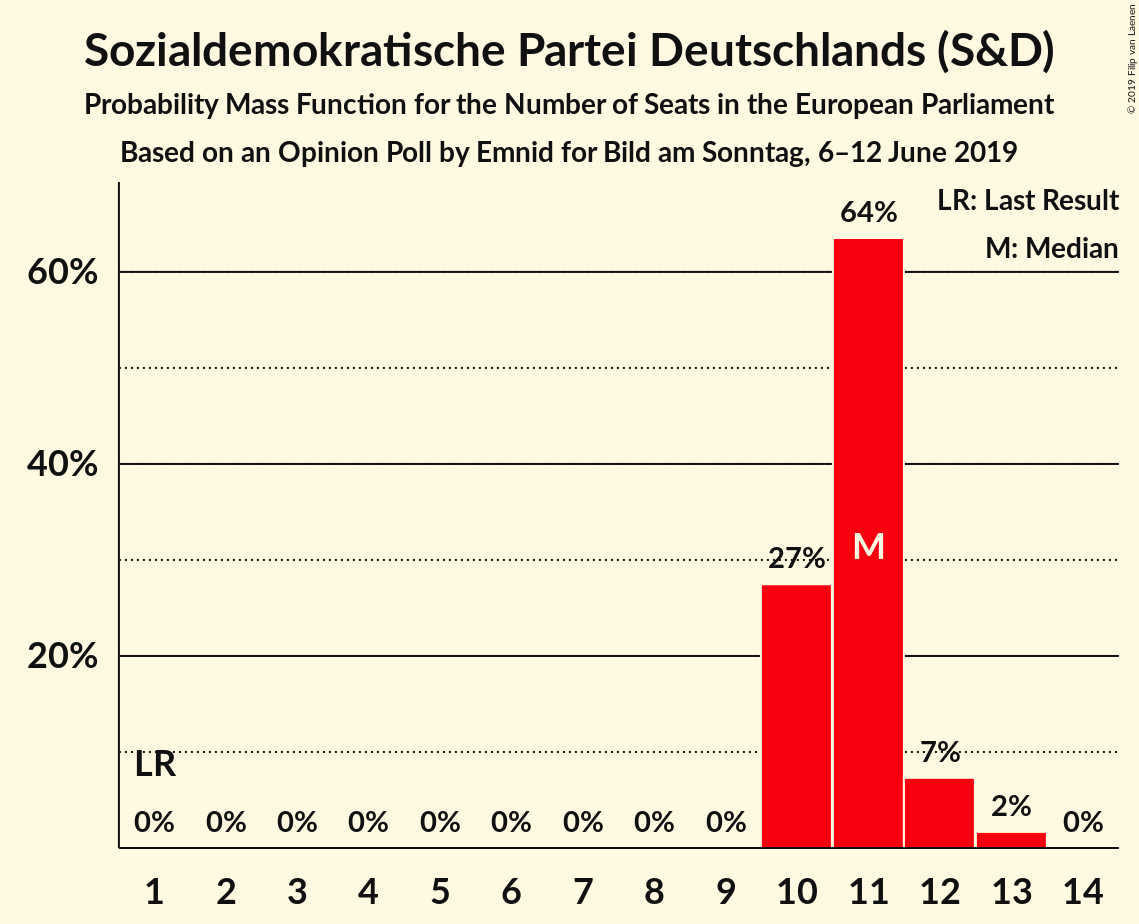 Sozialdemokratische Partei Deutschlands (S&D)
Probability Mass Function for the Number of Seats in the European Parliament
Based on an Opinion Poll by Emnid for Bild am Sonntag, 6–12 June 2019
© 2019 Filip van Laenen
LR: Last Result
M: Median
64%
60%
40%
27%
M
20%
LR
7%
2%
0% 0% 0% 0% 0% 0% 0% 0% 0% 0%
1 2 3 4 5 6 7 8 9 10 11 12 13 14